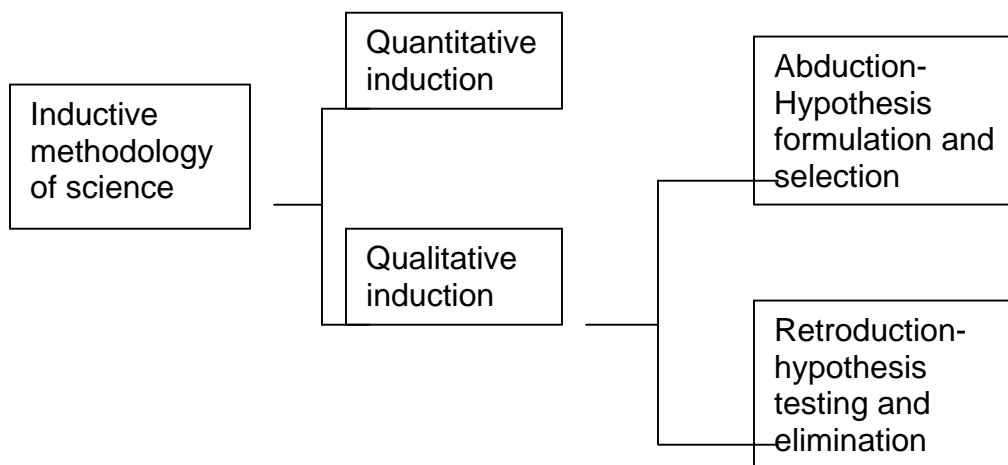 Inductive
methodology
of science
Quantitative
induction
Qualitative
induction
Abduction-
Hypothesis
formulation and
selection
Retroduction-
hypothesis
testing and
elimination